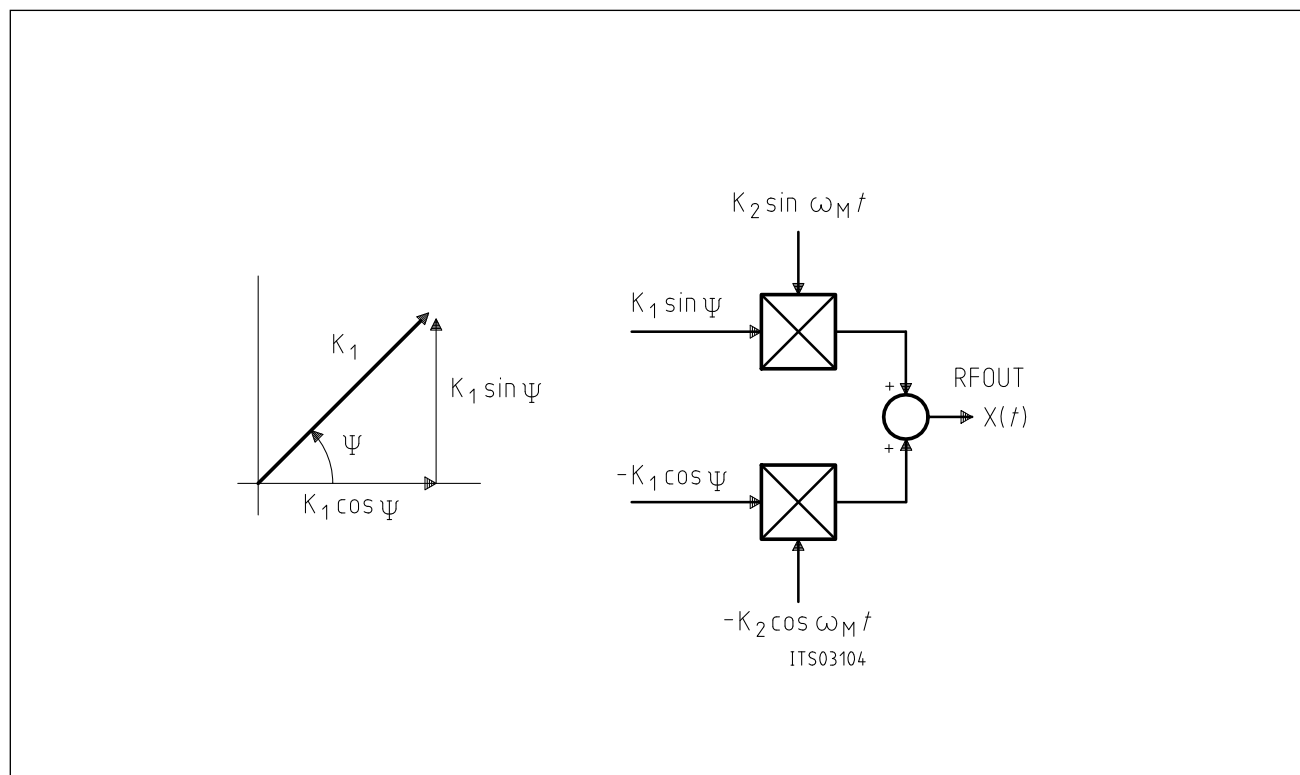 K₁
K₁ sin Ψ
Ψ
K₁ cos Ψ
K₂ sin ω_M t
K₁ sin Ψ
+
RFOUT
X(t)
+
-K₁ cos Ψ
-K₂ cos ω_M t
ITS03104